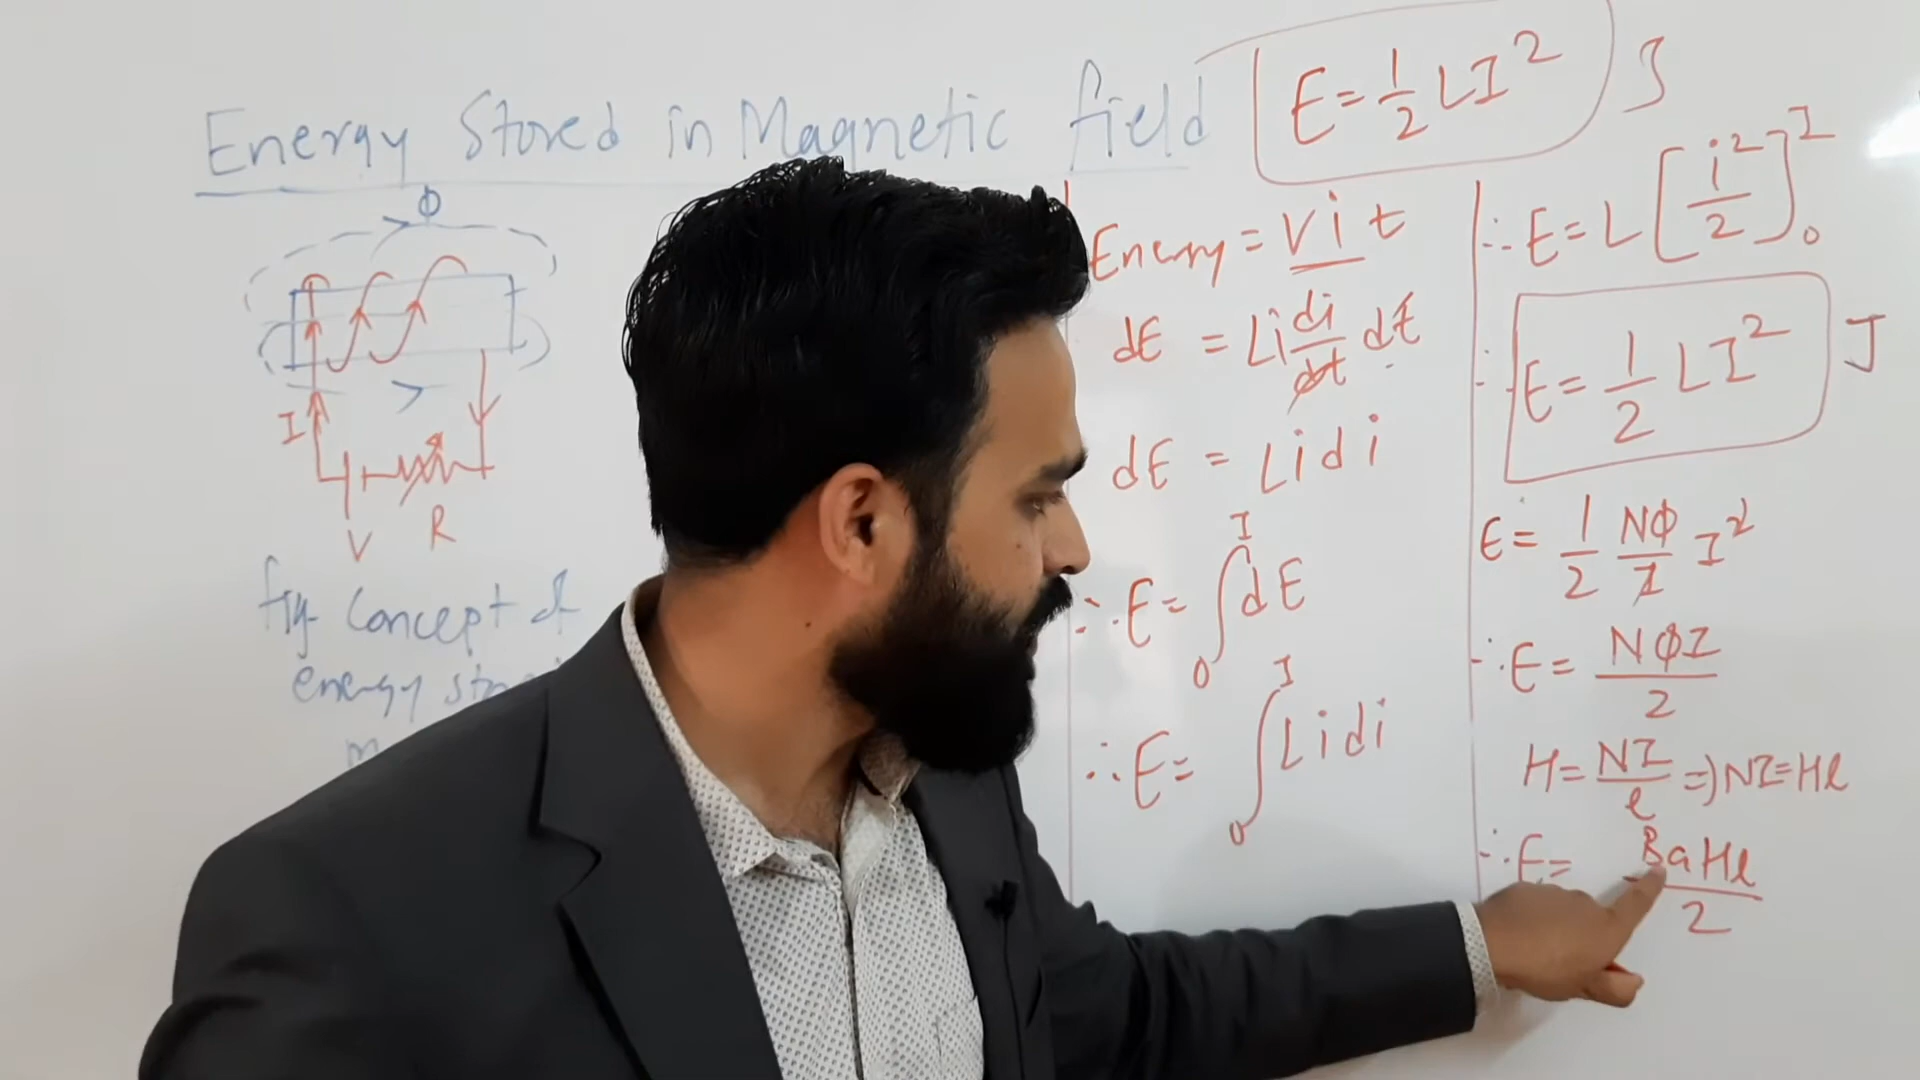 Energy Stored in Magnetic field
E=1/2 LI² J
Φ
I
V
R
fig concept of
energy
Energy = Vit
dE = Li di/dt dt
dE = Lidi
∴E= ∫₀ᴵ dE
∴E= ∫₀ᴵ Lidi
∴E=L[i²/2]₀ᴵ
∴E=1/2 LI² J
E= 1/2 NΦ/I I²
∴E= NΦI/2
H=NI/l ⇒NI=Hl
∴E= BaHl/2